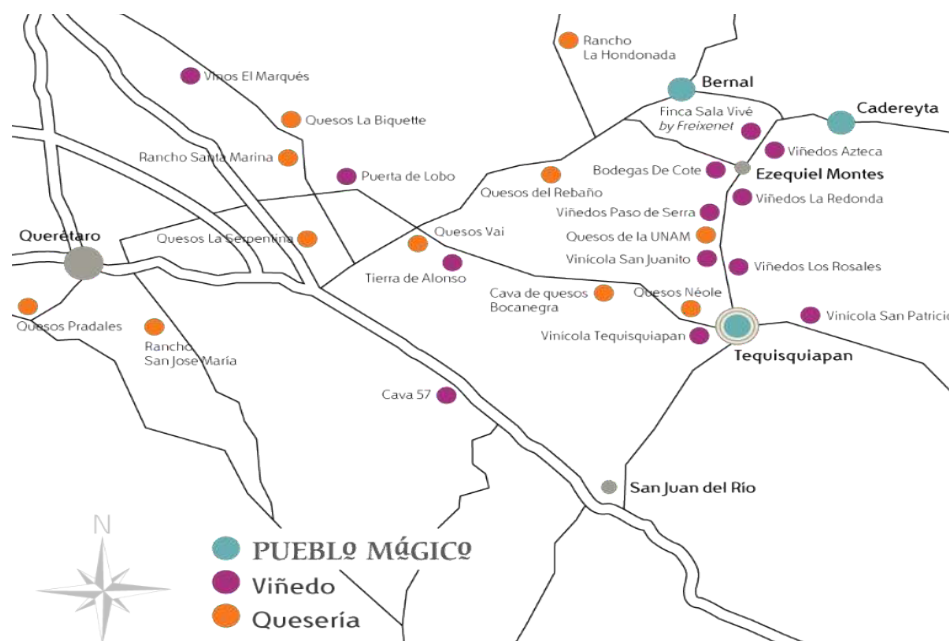 Rancho
La Hondonada
Bernal
Vinos El Marqués
Cadereyta
Finca Sala Vivé
by Freixenet
Quesos La Biquette
Viñedos Azteca
Rancho Santa Marina
Puerta de Lobo
Bodegas De Cote
Ezequiel Montes
Quesos del Rebaño
Viñedos La Redonda
Viñedos Paso de Serra
Querétaro
Quesos La Serpentina
Quesos Vai
Quesos de la UNAM
Vinícola San Juanito
Viñedos Los Rosales
Tierra de Alonso
Cava de quesos
Bocanegra
Quesos Néole
Vinícola San Patricio
Quesos Pradales
Rancho
San Jose María
Vinícola Tequisquiapan
Tequisquiapan
Cava 57
San Juan del Río
N
PUEBLO MáGICO
Viñedo
Quesería